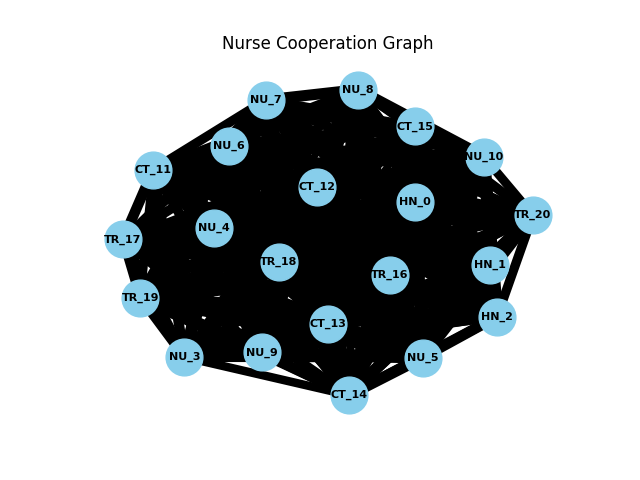 Nurse Cooperation Graph
NU_8
NU_7
CT_15
NU_6
NU_10
CT_11
CT_12
HN_0
TR_20
NU_4
TR_17
TR_18
HN_1
TR_16
TR_19
HN_2
CT_13
NU_9
NU_3
NU_5
CT_14